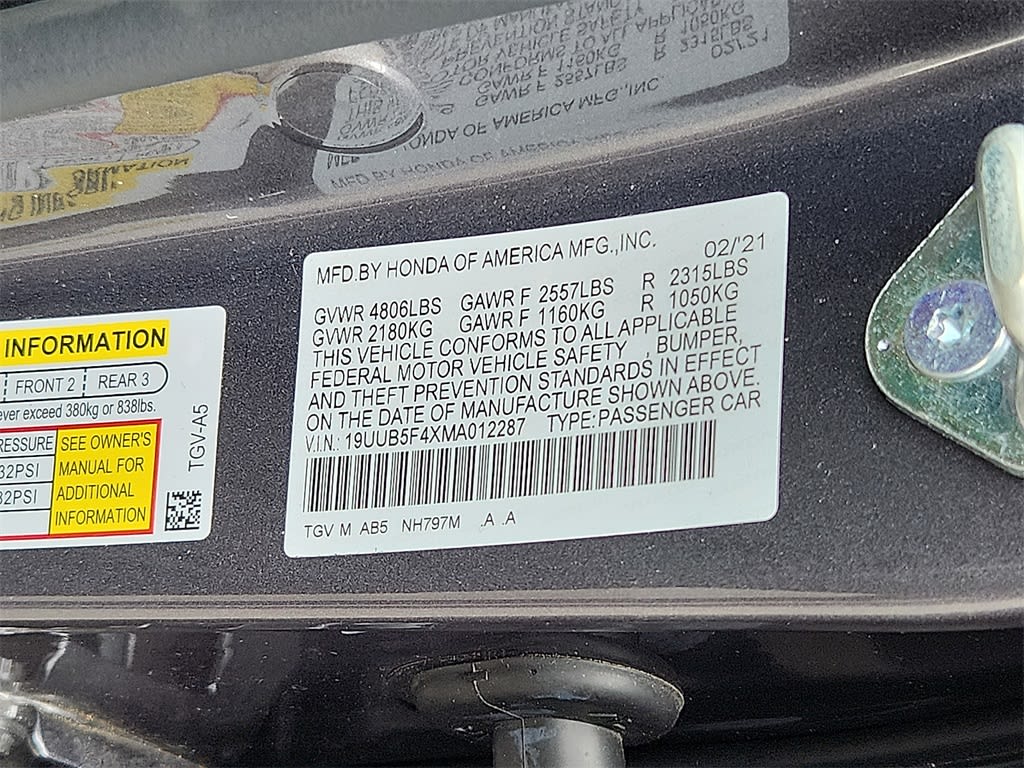 MFD.BY HONDA OF AMERICA MFG.,INC. 02/'21
GVWR 4806LBS GAWR F 2557LBS R 2315LBS
GVWR 2180KG GAWR F 1160KG R 1050KG
THIS VEHICLE CONFORMS TO ALL APPLICABLE
FEDERAL MOTOR VEHICLE SAFETY , BUMPER,
AND THEFT PREVENTION STANDARDS IN EFFECT
ON THE DATE OF MANUFACTURE SHOWN ABOVE.
V.I.N.: 19UUB5F4XMA012287 TYPE:PASSENGER CAR
TGV M AB5 NH797M .A .A
INFORMATION
FRONT 2 REAR 3
exceed 380kg or 838lbs.
SEE OWNER'S
32PSI MANUAL FOR
32PSI ADDITIONAL
INFORMATION
TGV-A5